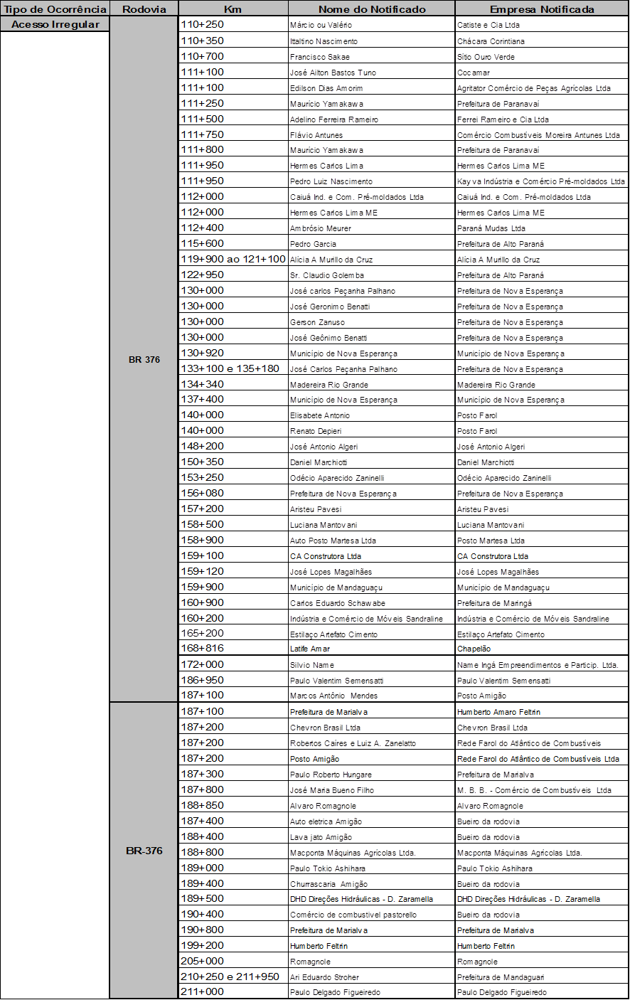 Tipo de Ocorrência Rodovia Km Nome do Notificado Empresa Notificada
Acesso Irregular BR 376 110+250 Márcio ou Valério Catiste e Cia Ltda
110+350 Italtino Nascimento Chácara Corintiana
110+700 Francisco Sakae Sítio Ouro Verde
111+100 José Ailton Bastos Tuno Cocamar
111+100 Edilson Dias Amorim Agritator Comércio de Peças Agrícolas Ltda
111+250 Maurício Yamakawa Prefeitura de Paranavaí
111+500 Adelino Ferreira Rameiro Ferrei Rameiro e Cia Ltda
111+750 Flávio Antunes Comércio Combustíveis Moreira Antunes Ltda
111+800 Maurício Yamakawa Prefeitura de Paranavaí
111+950 Hermes Carlos Lima Hermes Carlos Lima ME
111+950 Pedro Luiz Nascimento Kayva Indústria e Comércio Pré-moldados Ltda
112+000 Caiuá Ind. e Com. Pré-moldados Ltda Caiuá Ind. e Com. Pré-moldados Ltda
112+000 Hermes Carlos Lima ME Hermes Carlos Lima ME
112+400 Ambrósio Meurer Paraná Mudas Ltda
115+600 Pedro Garcia Prefeitura de Alto Paraná
119+900 ao 121+100 Alícia A Murillo da Cruz Alícia A Murillo da Cruz
122+950 Sr. Claudio Golemba Prefeitura de Alto Paraná
130+000 José carlos Peçanha Palhano Prefeitura de Nova Esperança
130+000 José Geronimo Benatti Prefeitura de Nova Esperança
130+000 Gerson Zanuso Prefeitura de Nova Esperança
130+000 José Geônimo Benatti Prefeitura de Nova Esperança
130+920 Município de Nova Esperança Município de Nova Esperança
133+100 e 135+180 José Carlos Peçanha Palhano Prefeitura de Nova Esperança
134+340 Madereira Rio Grande Madereira Rio Grande
137+400 Município de Nova Esperança Município de Nova Esperança
140+000 Elisabete Antonio Posto Farol
140+000 Renato Depieri Posto Farol
148+200 José Antonio Algeri José Antonio Algeri
150+350 Daniel Marchiotti Daniel Marchiotti
153+250 Odécio Aparecido Zaninelli Odécio Aparecido Zaninelli
156+080 Prefeitura de Nova Esperança Prefeitura de Nova Esperança
157+200 Aristeu Pavesi Aristeu Pavesi
158+500 Luciana Mantovani Luciana Mantovani
158+900 Auto Posto Martesa Ltda Posto Martesa Ltda
159+100 CA Construtora Ltda CA Construtora Ltda
159+120 José Lopes Magalhães José Lopes Magalhães
159+900 Município de Mandaguaçu Município de Mandaguaçu
160+900 Carlos Eduardo Schawabe Prefeitura de Maringá
160+200 Indústria e Comércio de Móveis Sandraline Indústria e Comércio de Móveis Sandraline
165+200 Estilaço Artefato Cimento Estilaço Artefato Cimento
168+816 Latife Amar Chapelão
172+000 Silvio Name Name Ingá Empreendimentos e Particip. Ltda.
186+950 Paulo Valentim Semensatti Paulo Valentim Semensatti
187+100 Marcos Antônio Mendes Posto Amigão
BR-376 187+100 Prefeitura de Marialva Humberto Amaro Feltrin
187+200 Chevron Brasil Ltda Chevron Brasil Ltda
187+200 Robertos Caires e Luiz A. Zanelatto Rede Farol do Atlântico de Combustíveis
187+200 Posto Amigão Rede Farol do Atlântico de Combustíveis Ltda
187+300 Paulo Roberto Hungare Prefeitura de Marialva
187+800 José Maria Bueno Filho M. B. B. - Comércio de Combustíveis Ltda
188+850 Alvaro Romagnole Alvaro Romagnole
187+400 Auto eletrica Amigão Bueiro da rodovia
188+400 Lava jato Amigão Bueiro da rodovia
188+800 Macponta Máquinas Agrícolas Ltda. Macponta Máquinas Agrícolas Ltda.
189+000 Paulo Tokio Ashihara Paulo Tokio Ashihara
189+400 Churrascaria Amigão Bueiro da rodovia
189+500 DHD Direções Hidráulicas - D. Zaramella DHD Direções Hidráulicas - D. Zaramella
190+400 Comércio de combustivel pastorello Bueiro da rodovia
190+800 Prefeitura de Marialva Prefeitura de Marialva
199+200 Humberto Feltrin Humberto Feltrin
205+000 Romagnole Romagnole
210+250 e 211+950 Ari Eduardo Stroher Prefeitura de Mandaguari
211+000 Paulo Delgado Figueiredo Paulo Delgado Figueiredo